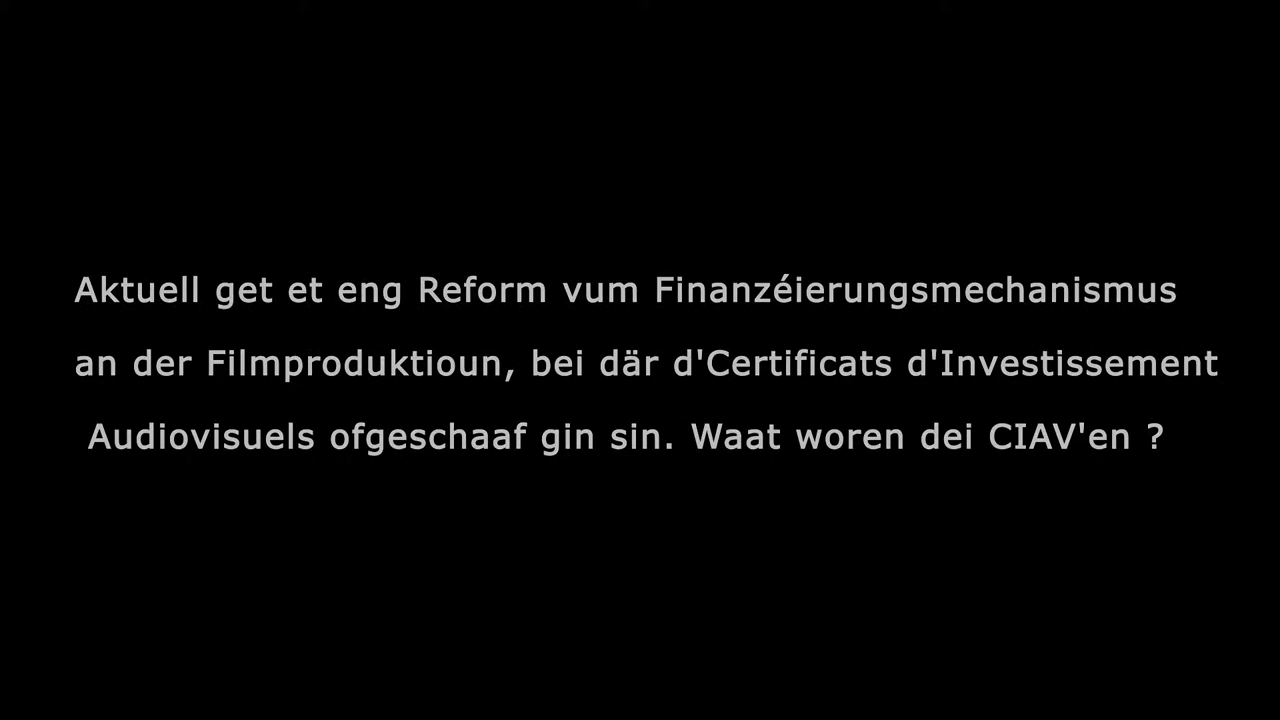 Aktuell get et eng Reform vum Finanzéierungsmechanismus
an der Filmproduktioun, bei där d'Certificats d'Investissement
Audiovisuels ofgeschaaf gin sin. Waat woren dei CIAV'en ?